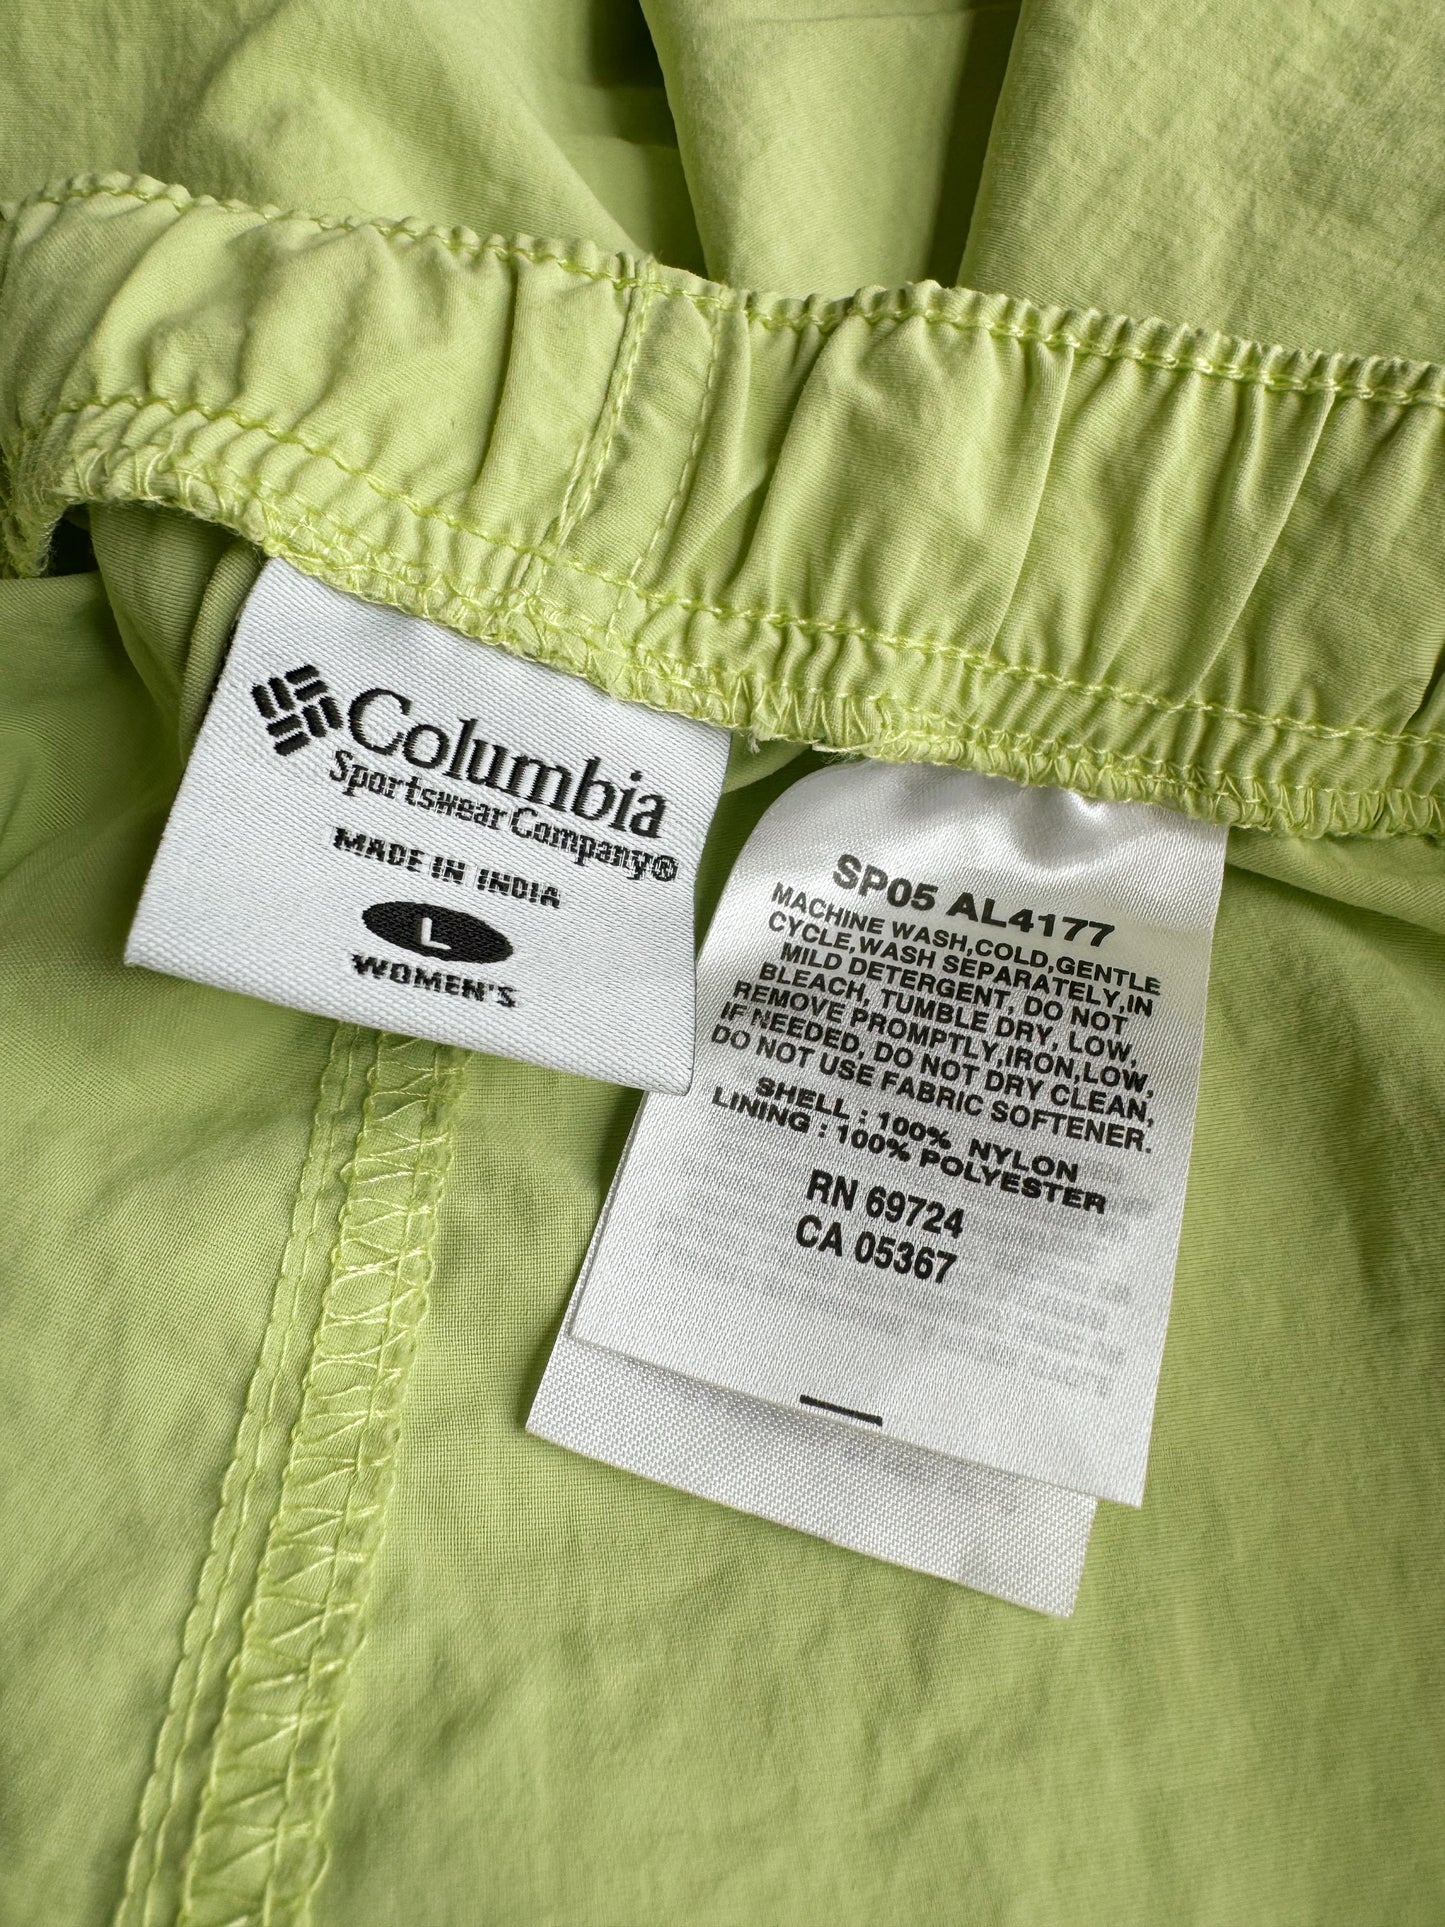 Columbia
Sportswear Company®
MADE IN INDIA
L
WOMEN'S
SP05 AL4177
MACHINE WASH,COLD,GENTLE
CYCLE,WASH SEPARATELY,IN
MILD DETERGENT, DO NOT
BLEACH, TUMBLE DRY, LOW,
REMOVE PROMPTLY,IRON,LOW,
IF NEEDED, DO NOT DRY CLEAN,
DO NOT USE FABRIC SOFTENER.
SHELL : 100% NYLON
LINING : 100% POLYESTER
RN 69724
CA 05367